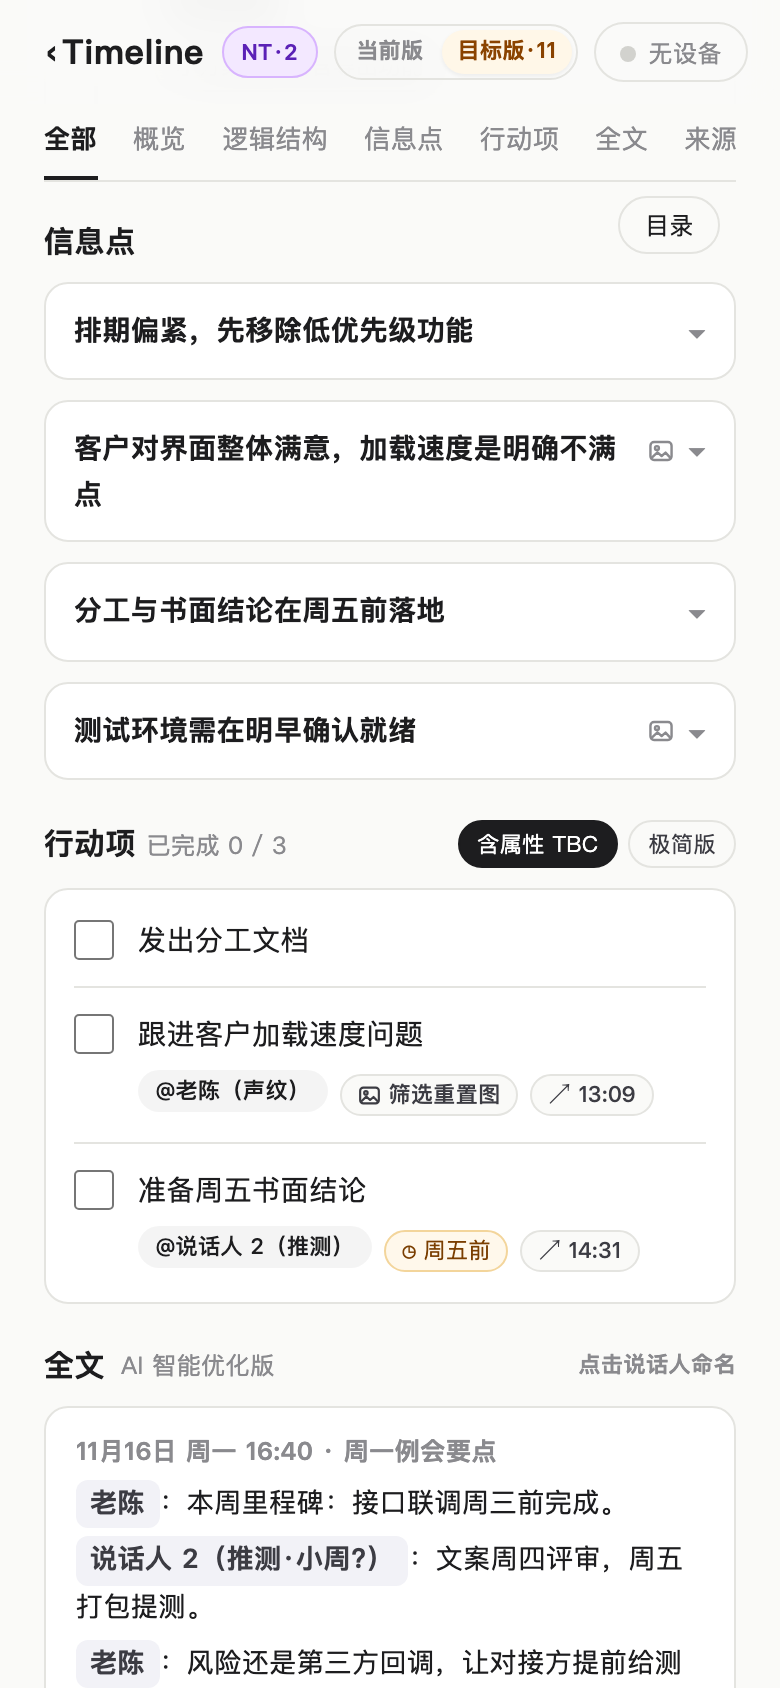 ‹ Timeline NT·2 当前版 目标版·11 无设备
全部 概览 逻辑结构 信息点 行动项 全文 来源
信息点 目录
排期偏紧，先移除低优先级功能
客户对界面整体满意，加载速度是明确不满
点
分工与书面结论在周五前落地
测试环境需在明早确认就绪
行动项 已完成 0 / 3 含属性 TBC 极简版
发出分工文档
跟进客户加载速度问题
@老陈（声纹） 筛选重置图 ↗ 13:09
准备周五书面结论
@说话人 2（推测） 周五前 ↗ 14:31
全文 AI 智能优化版 点击说话人命名
11月16日 周一 16:40 · 周一例会要点
老陈： 本周里程碑：接口联调周三前完成。
说话人 2（推测·小周?）： 文案周四评审，周五
打包提测。
老陈： 风险还是第三方回调，让对接方提前给测